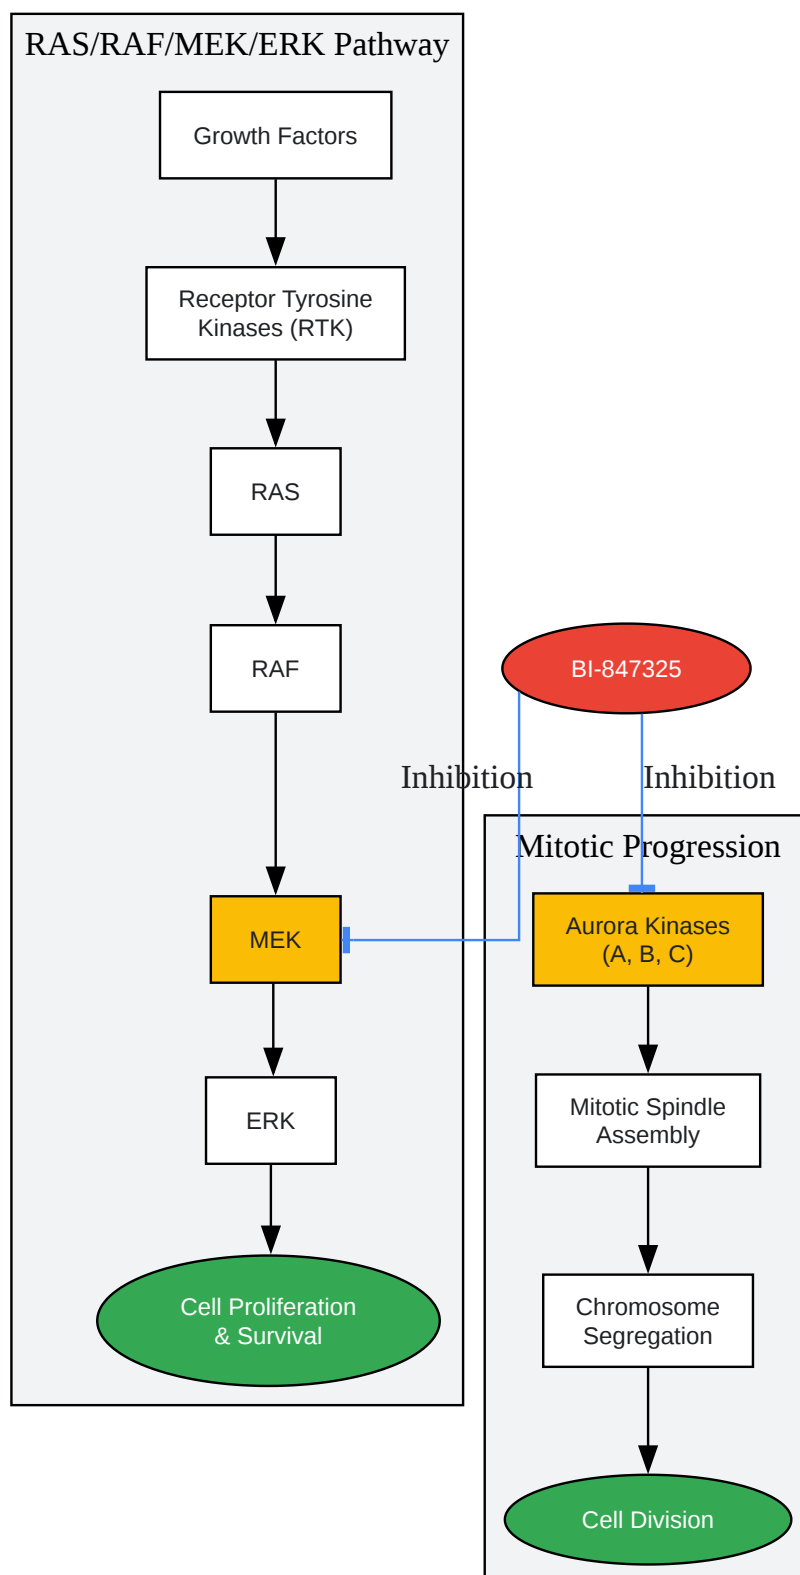 RAS/RAF/MEK/ERK Pathway
Growth Factors
Receptor Tyrosine
Kinases (RTK)
RAS
RAF
BI-847325
Inhibition
Inhibition
Mitotic Progression
MEK
Aurora Kinases
(A, B, C)
ERK
Mitotic Spindle
Assembly
Cell Proliferation
& Survival
Chromosome
Segregation
Cell Division